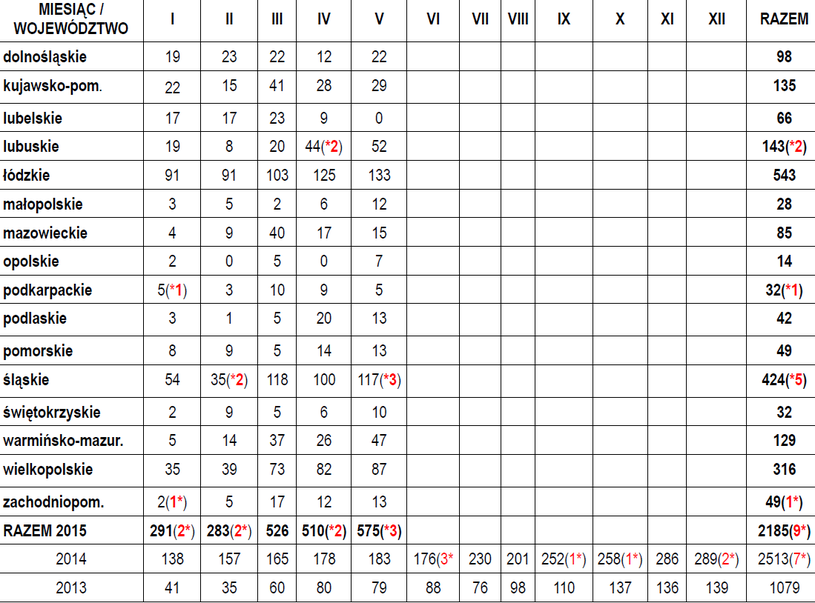 MIESIĄC / WOJEWÓDZTWO I II III IV V VI VII VIII IX X XI XII RAZEM
dolnośląskie 19 23 22 12 22 98
kujawsko-pom. 22 15 41 28 29 135
lubelskie 17 17 23 9 0 66
lubuskie 19 8 20 44(*2) 52 143(*2)
łódzkie 91 91 103 125 133 543
małopolskie 3 5 2 6 12 28
mazowieckie 4 9 40 17 15 85
opolskie 2 0 5 0 7 14
podkarpackie 5(*1) 3 10 9 5 32(*1)
podlaskie 3 1 5 20 13 42
pomorskie 8 9 5 14 13 49
śląskie 54 35(*2) 118 100 117(*3) 424(*5)
świętokrzyskie 2 9 5 6 10 32
warmińsko-mazur. 5 14 37 26 47 129
wielkopolskie 35 39 73 82 87 316
zachodniopom. 2(1*) 5 17 12 13 49(1*)
RAZEM 2015 291(2*) 283(2*) 526 510(*2) 575(*3) 2185(9*)
2014 138 157 165 178 183 176(3* 230 201 252(1*) 258(1*) 286 289(2*) 2513(7*)
2013 41 35 60 80 79 88 76 98 110 137 136 139 1079